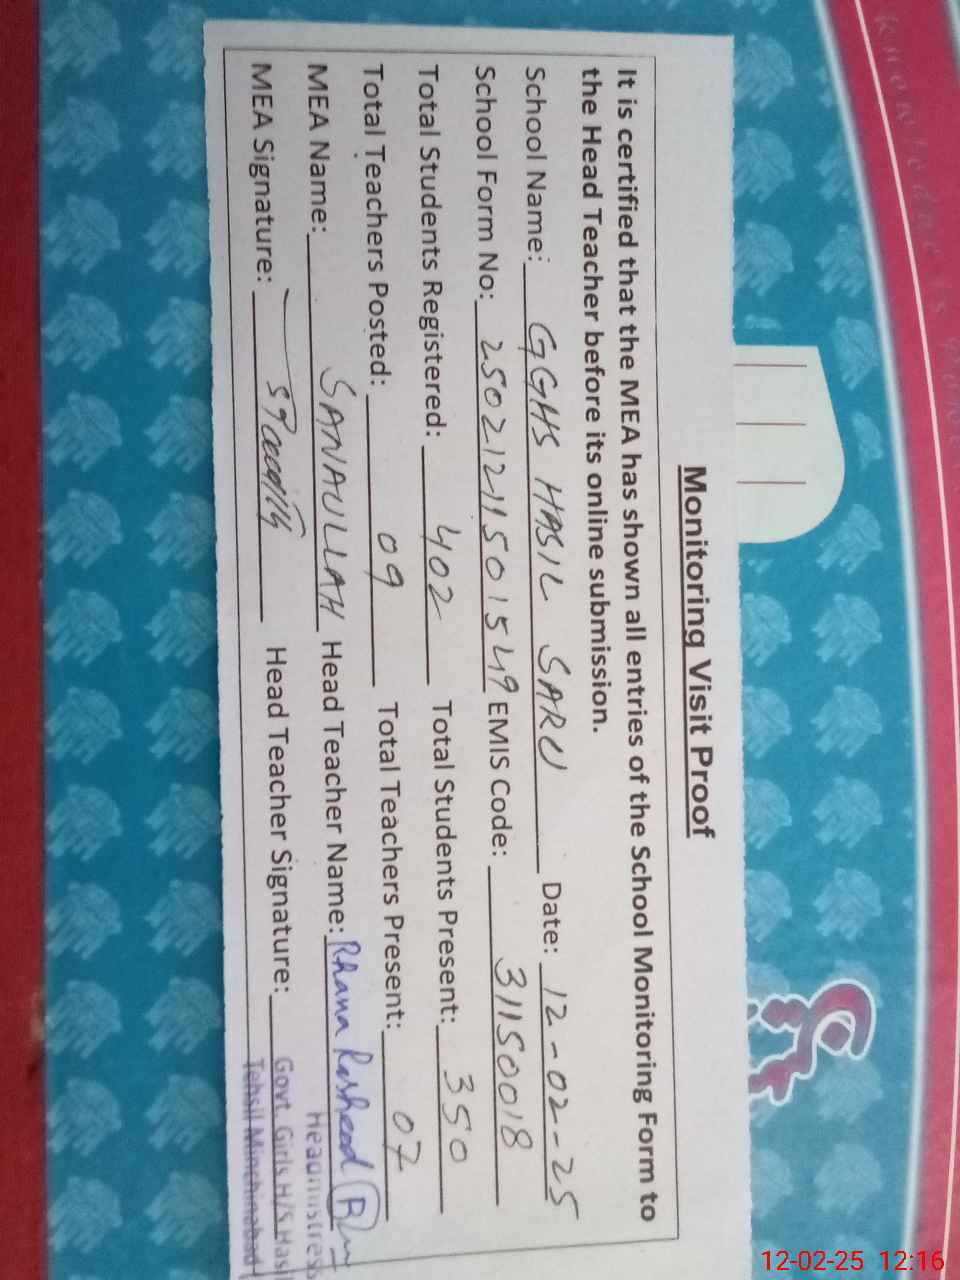 Monitoring Visit Proof
It is certified that the MEA has shown all entries of the School Monitoring Form to
the Head Teacher before its online submission.
School Name: GGHS HASIL SARU Date: 12-02-25
School Form No: 25021211501549 EMIS Code: 31150018
Total Students Registered: 402 Total Students Present: 350
Total Teachers Posted: 09 Total Teachers Present: 07
MEA Name: SANAULLAH Head Teacher Name: Rhana Rasheed
MEA Signature: Head Teacher Signature:
Headmistress
Govt. Girls H/S Hasi
Tehsil Minchinabad
12-02-25 12:16